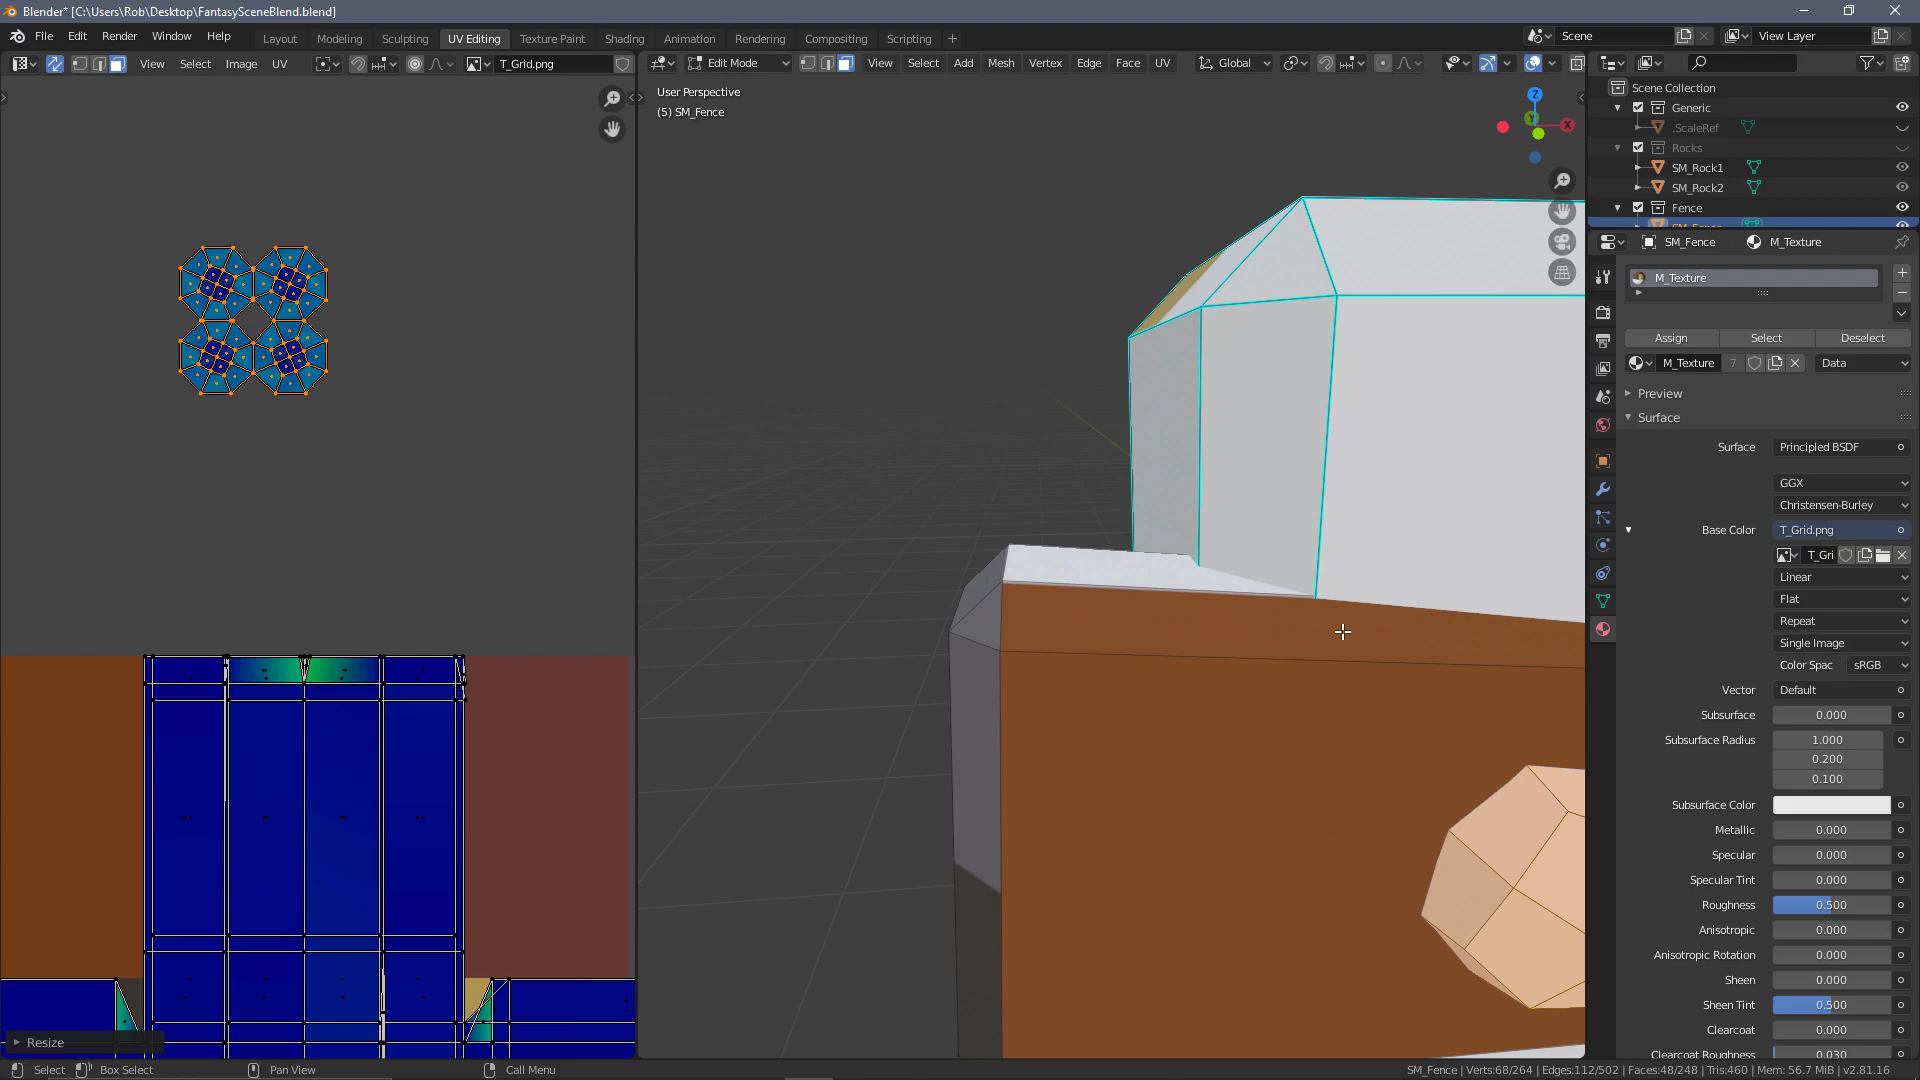 Blender* [C:\Users\Rob\Desktop\FantasySceneBlend.blend]
File Edit Render Window Help
Layout Modeling Sculpting UV Editing Texture Paint Shading Animation Rendering Compositing Scripting
Scene
View Layer
View Select Image UV
T_Grid.png
Edit Mode
View Select Add Mesh Vertex Edge Face UV
Global
User Perspective
(5) SM_Fence
Z
Y
X
Scene Collection
Generic
.ScaleRef
Rocks
SM_Rock1
SM_Rock2
Fence
SM_Fence
M_Texture
M_Texture
Assign
Select
Deselect
M_Texture
7
Data
Preview
Surface
Surface Principled BSDF
GGX
Christensen-Burley
Base Color T_Grid.png
T_Gri
Linear
Flat
Repeat
Single Image
Color Spac sRGB
Vector Default
Subsurface 0.000
Subsurface Radius 1.000
0.200
0.100
Subsurface Color
Metallic 0.000
Specular 0.000
Specular Tint 0.000
Roughness 0.500
Anisotropic 0.000
Anisotropic Rotation 0.000
Sheen 0.000
Sheen Tint 0.500
Clearcoat 0.000
Clearcoat Roughness 0.030
Resize
Select
Box Select
Pan View
Call Menu
SM_Fence | Verts:68/264 | Edges:112/502 | Faces:48/248 | Tris:460 | Mem: 56.7 MiB | v2.81.16